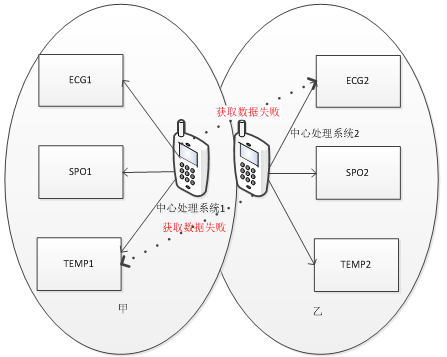 ECG1
ECG2
获取数据失败
中心处理系统2
SPO1
SPO2
中心处理系统1
获取数据失败
TEMP1
TEMP2
甲
乙